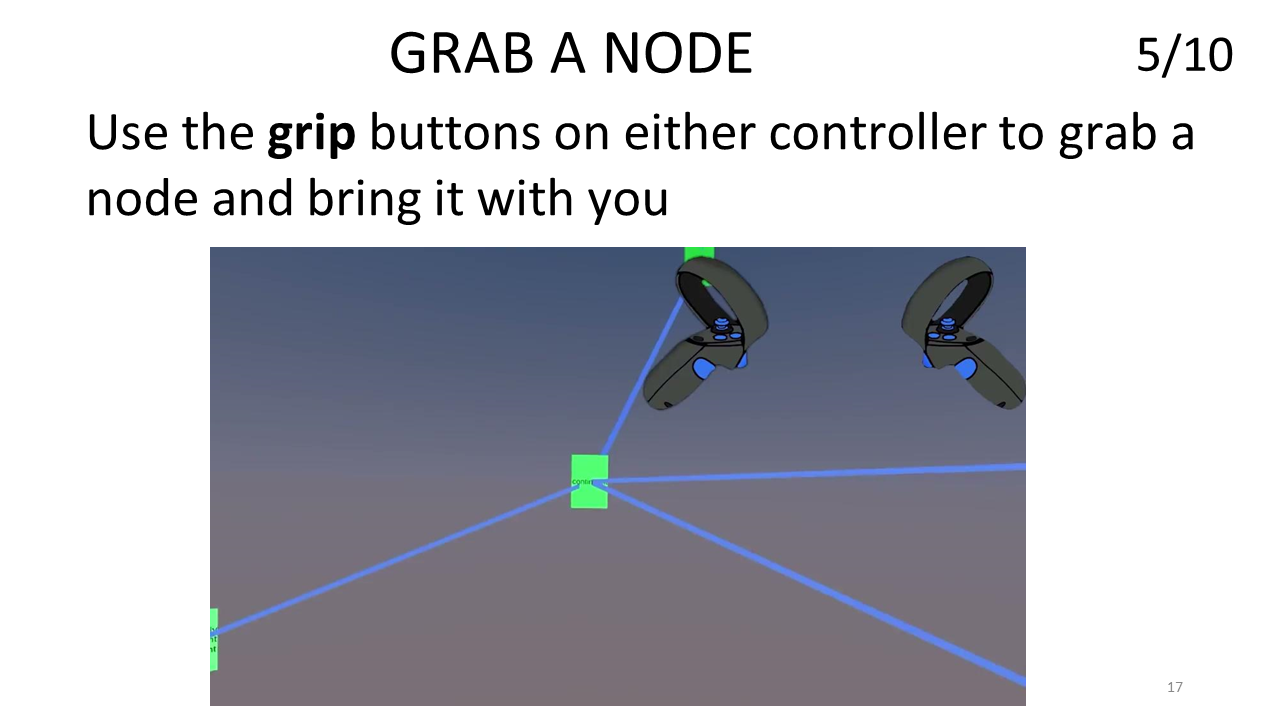 GRAB A NODE
5/10
Use the grip buttons on either controller to grab a
node and bring it with you
17